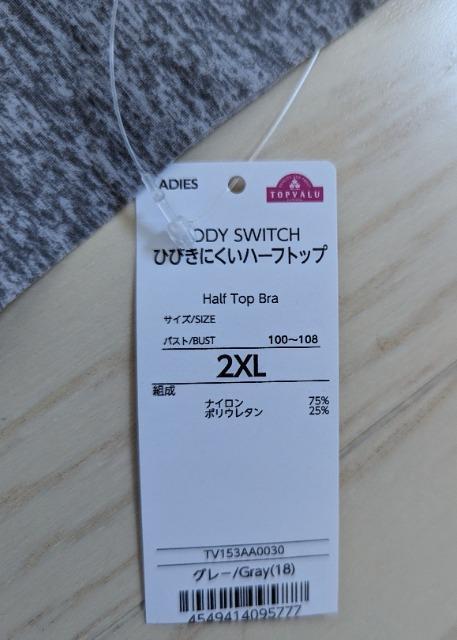 ADIES
TOPVALU
ODY SWITCH
ひびきにくいハーフトップ
Half Top Bra
サイズ/SIZE
バスト/BUST 100～108
2XL
組成
ナイロン 75%
ポリウレタン 25%
TV153AA0030
グレー/Gray(18)
4549414095777